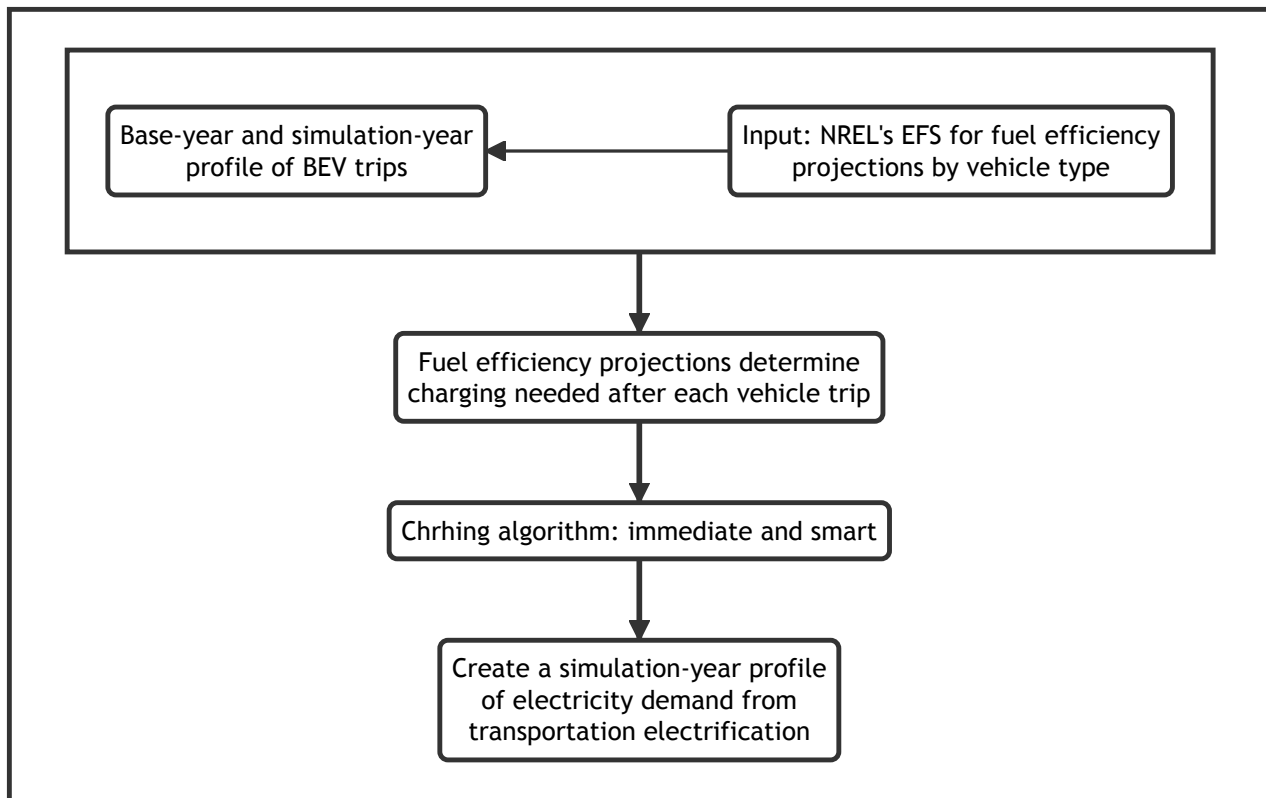 Base-year and simulation-year
profile of BEV trips
Input: NREL's EFS for fuel efficiency
projections by vehicle type
Fuel efficiency projections determine
charging needed after each vehicle trip
Chrhing algorithm: immediate and smart
Create a simulation-year profile
of electricity demand from
transportation electrification